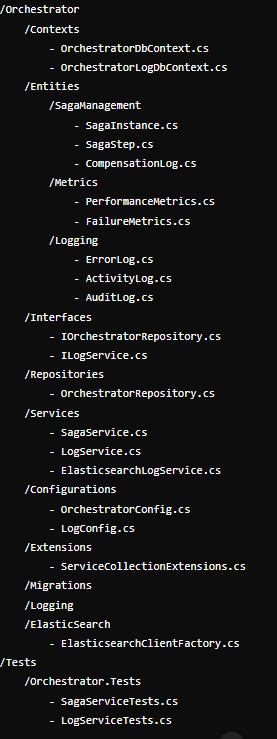 /Orchestrator
/Contexts
- OrchestratorDbContext.cs
- OrchestratorLogDbContext.cs
/Entities
/SagaManagement
- SagaInstance.cs
- SagaStep.cs
- CompensationLog.cs
/Metrics
- PerformanceMetrics.cs
- FailureMetrics.cs
/Logging
- ErrorLog.cs
- ActivityLog.cs
- AuditLog.cs
/Interfaces
- IOrchestratorRepository.cs
- ILogService.cs
/Repositories
- OrchestratorRepository.cs
/Services
- SagaService.cs
- LogService.cs
- ElasticsearchLogService.cs
/Configurations
- OrchestratorConfig.cs
- LogConfig.cs
/Extensions
- ServiceCollectionExtensions.cs
/Migrations
/Logging
/ElasticSearch
- ElasticsearchClientFactory.cs
/Tests
/Orchestrator.Tests
- SagaServiceTests.cs
- LogServiceTests.cs